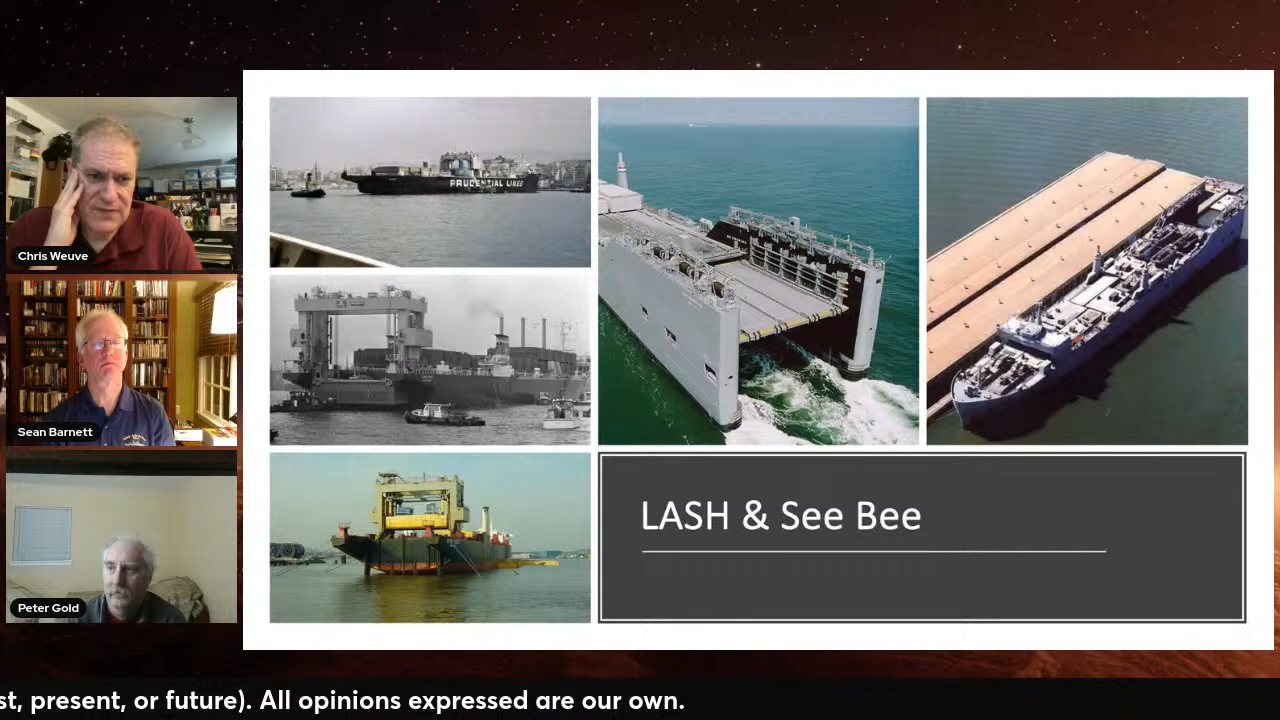 Chris Weuve
Sean Barnett
Peter Gold
PRUDENTIAL LINES
LASH & See Bee
st, present, or future). All opinions expressed are our own.